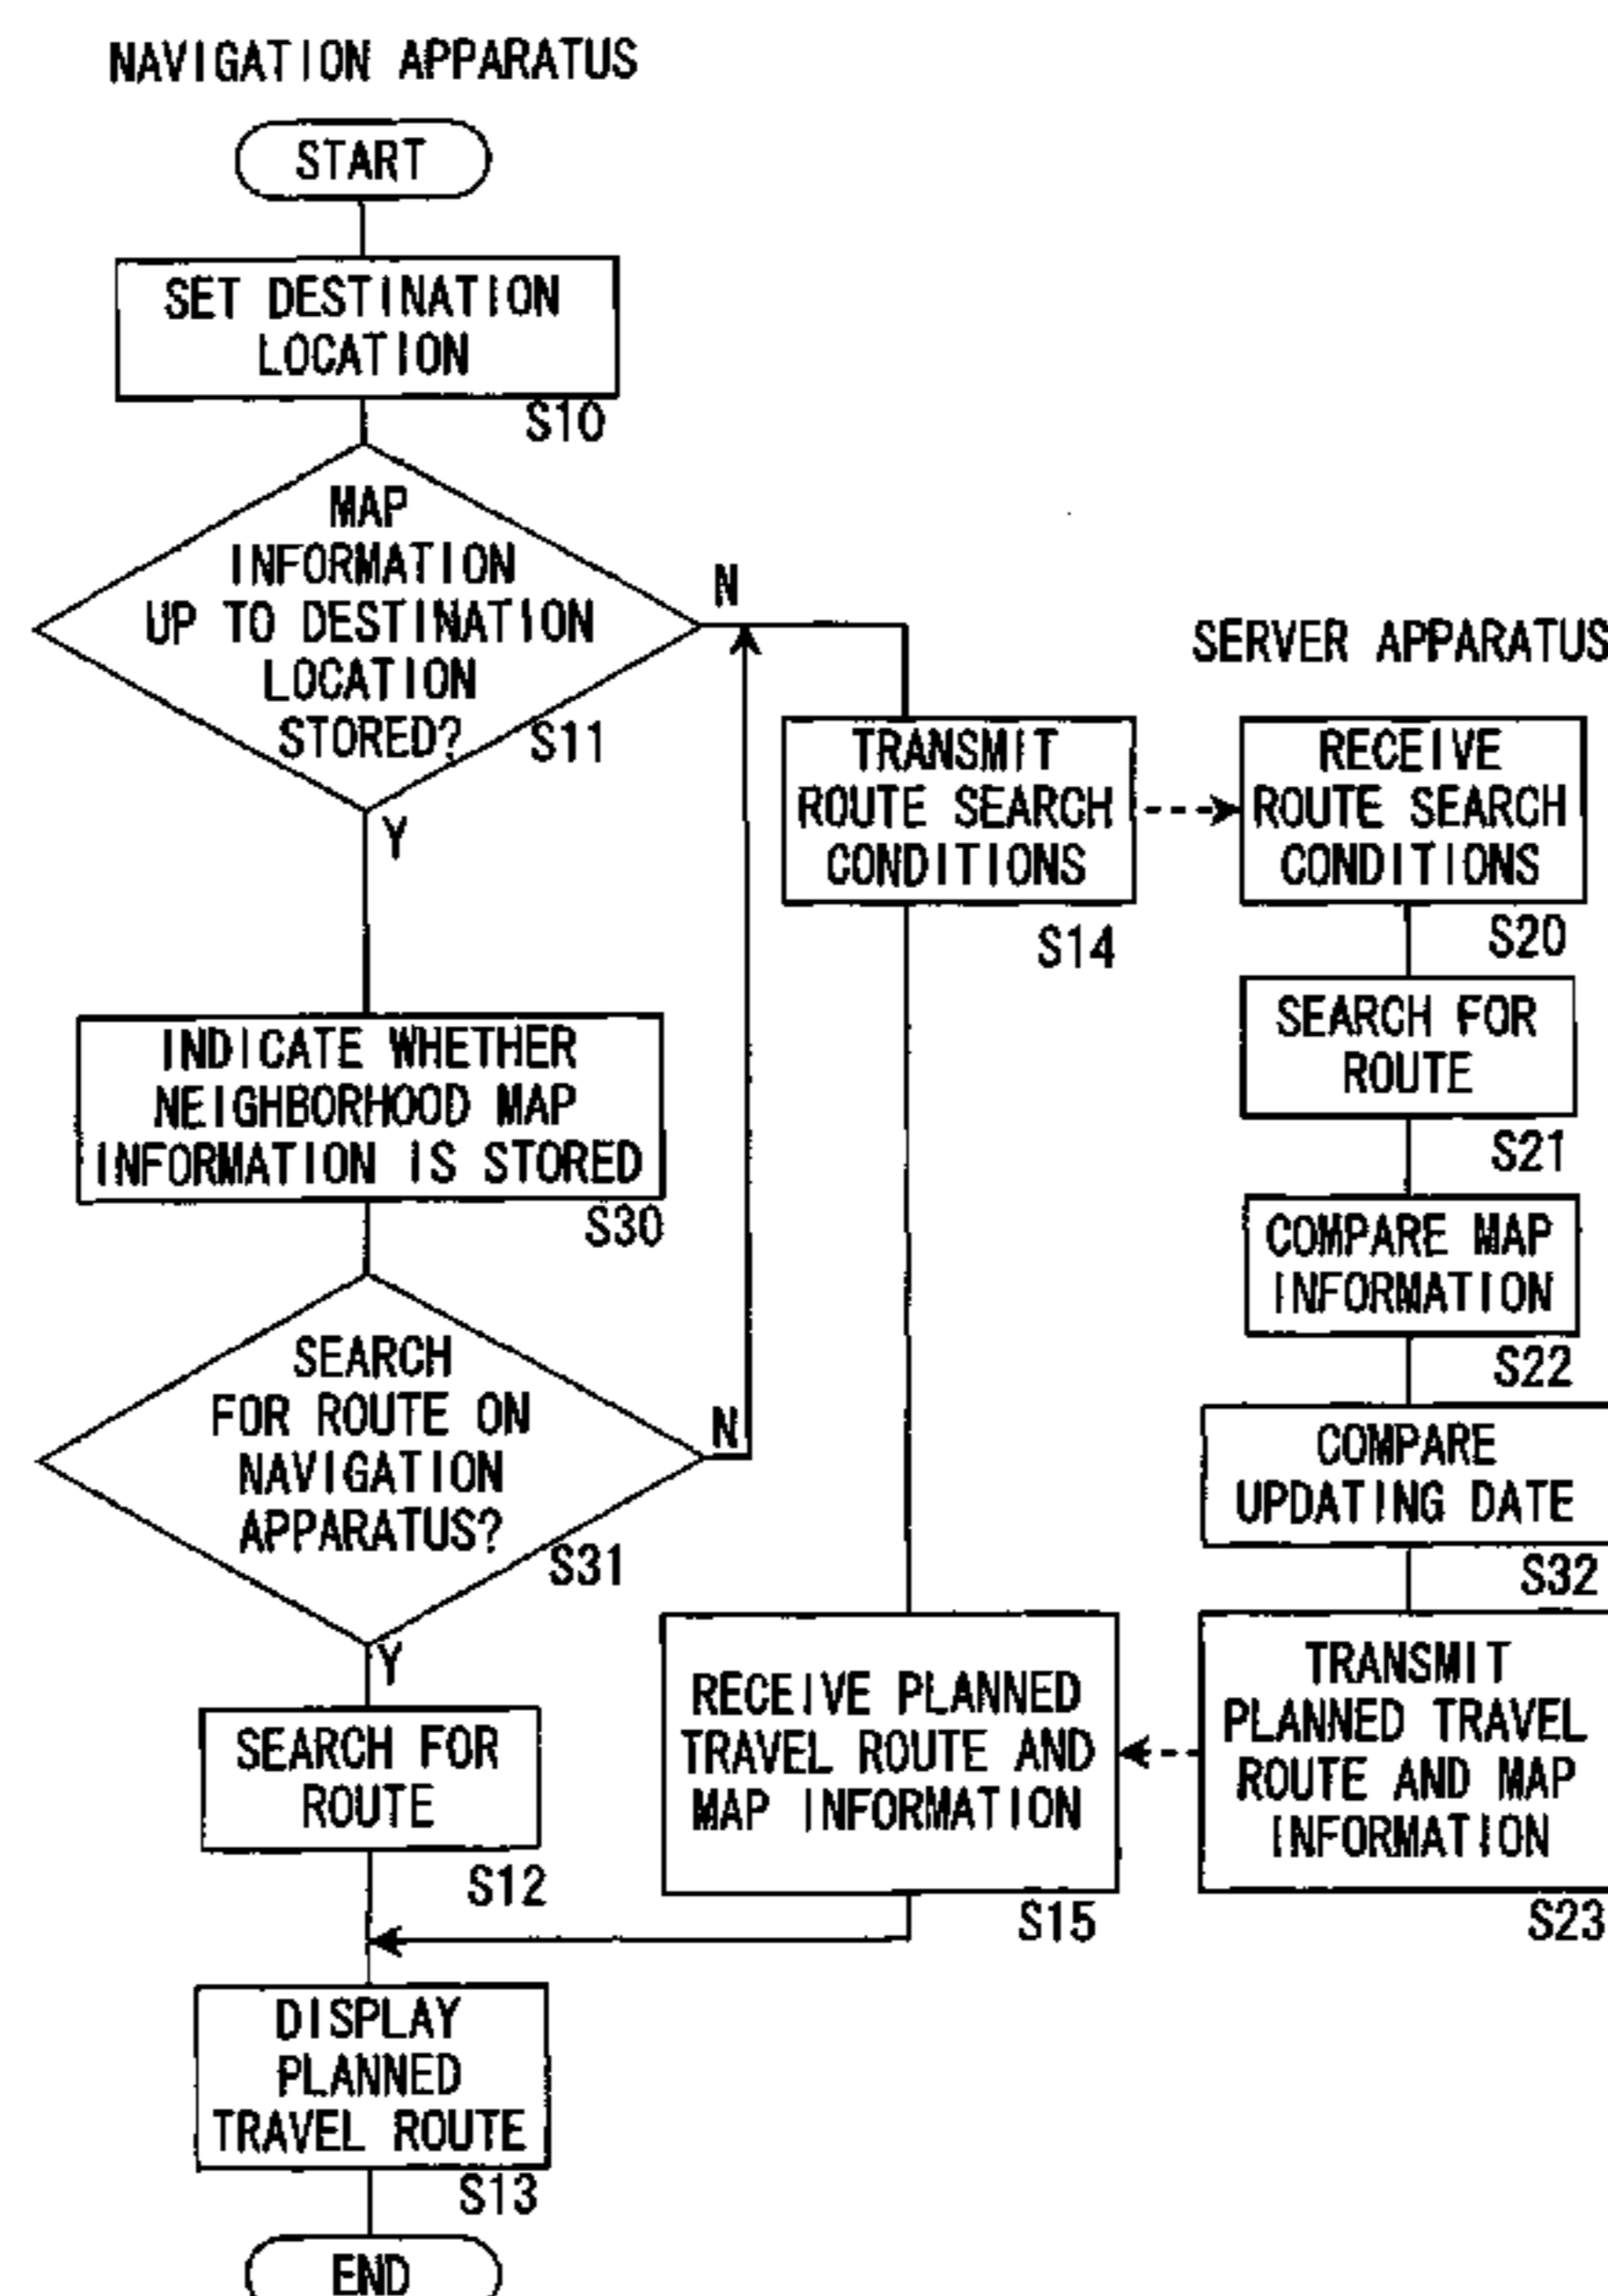 NAVIGATION APPARATUS
START
SET DESTINATION
LOCATION
S10
MAP
INFORMATION
UP TO DESTINATION
LOCATION
STORED?
S11
N
Y
INDICATE WHETHER
NEIGHBORHOOD MAP
INFORMATION IS STORED
S30
SEARCH
FOR ROUTE ON
NAVIGATION
APPARATUS?
S31
N
Y
SEARCH FOR
ROUTE
S12
TRANSMIT
ROUTE SEARCH
CONDITIONS
S14
SERVER APPARATUS
RECEIVE
ROUTE SEARCH
CONDITIONS
S20
SEARCH FOR
ROUTE
S21
COMPARE MAP
INFORMATION
S22
COMPARE
UPDATING DATE
S32
TRANSMIT
PLANNED TRAVEL
ROUTE AND MAP
INFORMATION
S23
RECEIVE PLANNED
TRAVEL ROUTE AND
MAP INFORMATION
S15
DISPLAY
PLANNED
TRAVEL ROUTE
S13
END